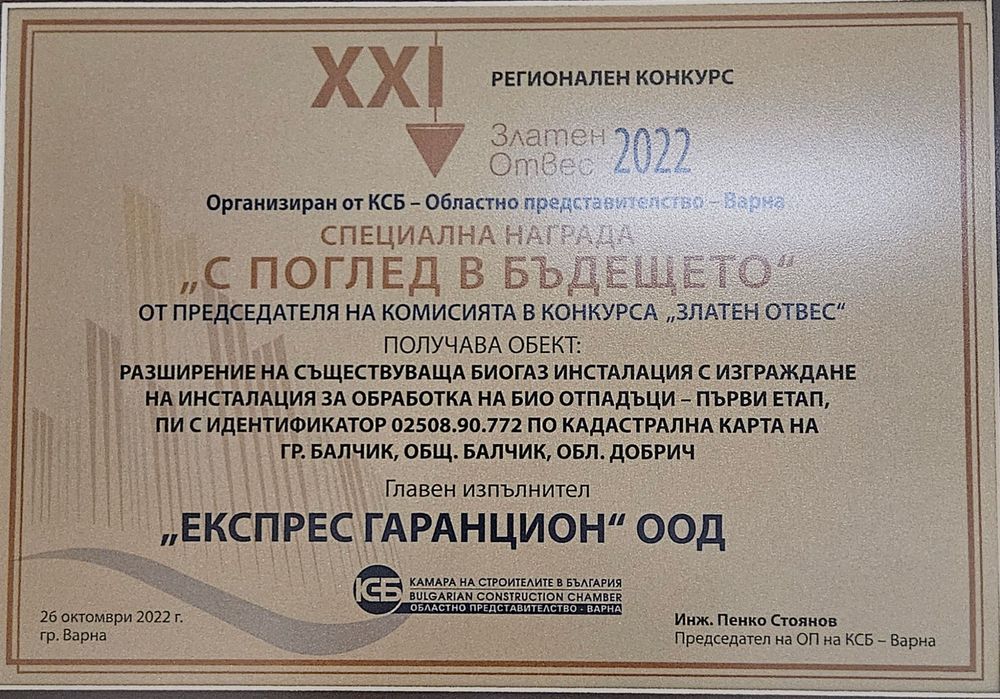 XXI
РЕГИОНАЛЕН КОНКУРС
Златен
Отвес 2022
Организиран от КСБ – Областно представителство – Варна
СПЕЦИАЛНА НАГРАДА
„С ПОГЛЕД В БЪДЕЩЕТО“
ОТ ПРЕДСЕДАТЕЛЯ НА КОМИСИЯТА В КОНКУРСА „ЗЛАТЕН ОТВЕС“
ПОЛУЧАВА ОБЕКТ:
РАЗШИРЕНИЕ НА СЪЩЕСТВУВАЩА БИОГАЗ ИНСТАЛАЦИЯ С ИЗГРАЖДАНЕ
НА ИНСТАЛАЦИЯ ЗА ОБРАБОТКА НА БИО ОТПАДЪЦИ – ПЪРВИ ЕТАП,
ПИ С ИДЕНТИФИКАТОР 02508.90.772 ПО КАДАСТРАЛНА КАРТА НА
ГР. БАЛЧИК, ОБЩ. БАЛЧИК, ОБЛ. ДОБРИЧ
Главен изпълнител
„ЕКСПРЕС ГАРАНЦИОН“ ООД
КСБ
КАМАРА НА СТРОИТЕЛИТЕ В БЪЛГАРИЯ
BULGARIAN CONSTRUCTION CHAMBER
ОБЛАСТНО ПРЕДСТАВИТЕЛСТВО - ВАРНА
26 октомври 2022 г.
гр. Варна
Инж. Пенко Стоянов
Председател на ОП на КСБ – Варна